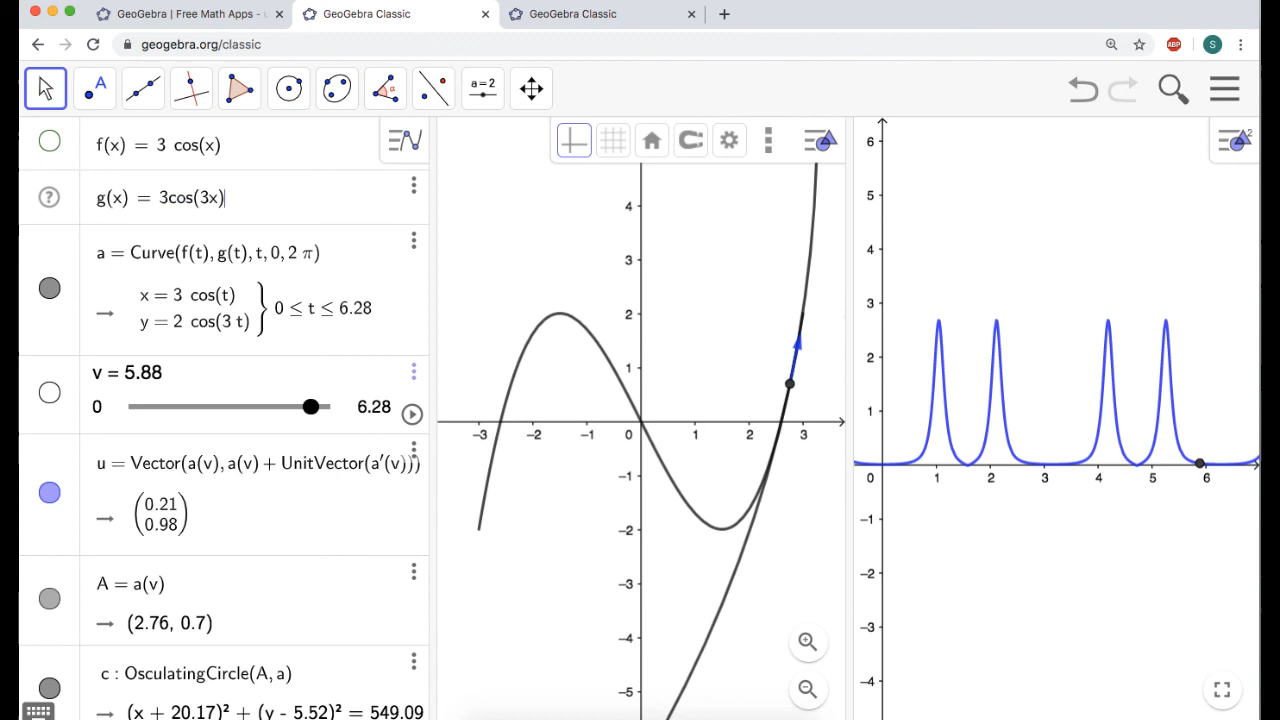 GeoGebra | Free Math Apps -
GeoGebra Classic
GeoGebra Classic
geogebra.org/classic
ABP
S
A
α
a=2
f(x) = 3 cos(x)
g(x) = 3cos(3x)
a = Curve(f(t), g(t), t, 0, 2 π)
→ x = 3 cos(t)
y = 2 cos(3 t) } 0 ≤ t ≤ 6.28
v = 5.88
0 6.28
u = Vector(a(v), a(v) + UnitVector(a′(v)))
→ (0.21
0.98)
A = a(v)
→ (2.76, 0.7)
c : OsculatingCircle(A, a)
→ (x + 20.17)² + (y - 5.52)² = 549.09
4
3
2
1
−3 −2 −1 0 1 2 3
−1
−2
−3
−4
−5
2
6
5
4
3
2
1
0 1 2 3 4 5 6
−1
−2
−3
−4